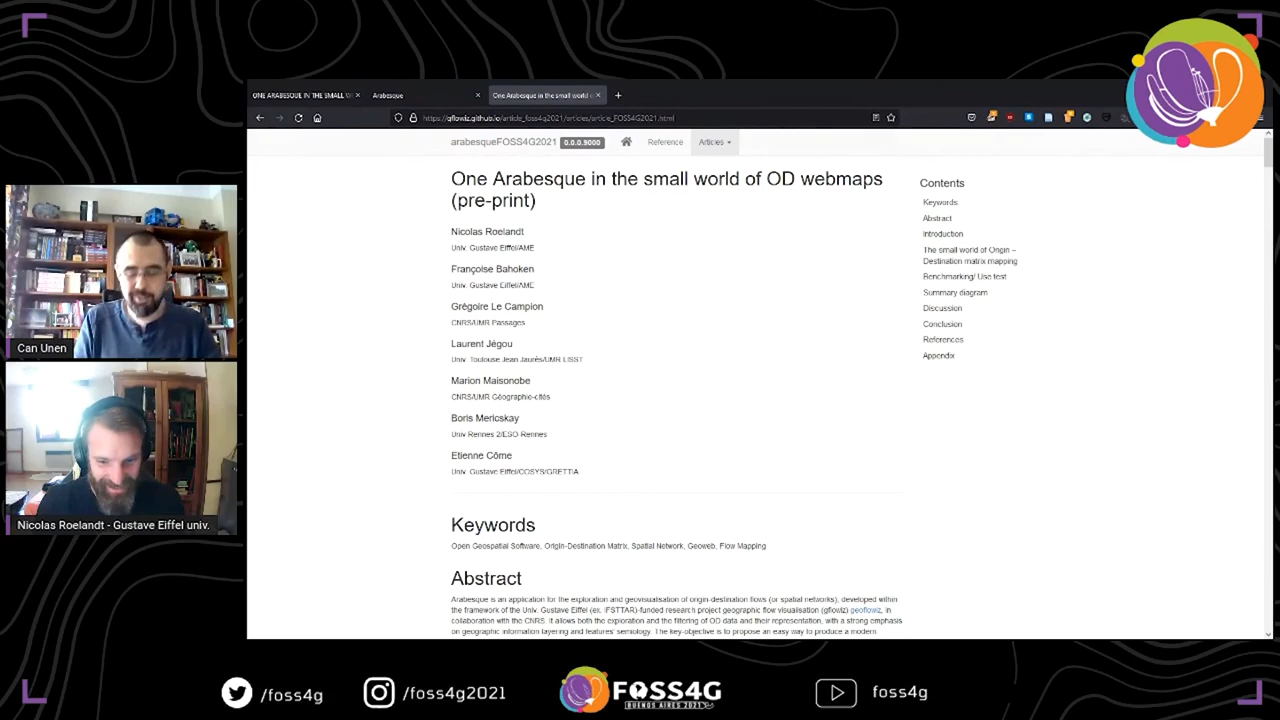 ONE ARABESQUE IN THE SMALL W
Arabesque
One Arabesque in the small world o
https://gflowiz.github.io/article_foss4g2021/articles/article_FOSS4G2021.html
arabesqueFOSS4G2021 0.0.0.9000 Reference Articles
One Arabesque in the small world of OD webmaps
(pre-print)
Nicolas Roelandt
Univ. Gustave Eiffel/AME
Françoise Bahoken
Univ. Gustave Eiffel/AME
Grégoire Le Campion
CNRS/UMR Passages
Laurent Jégou
Univ. Toulouse Jean Jaurès/UMR LISST
Marion Maisonobe
CNRS/UMR Géographie-cités
Boris Mericskay
Univ Rennes 2/ESO-Rennes
Etienne Côme
Univ. Gustave Eiffel/COSYS/GRETTIA
Keywords
Open Geospatial Software, Origin-Destination Matrix, Spatial Network, Geoweb, Flow Mapping
Abstract
Arabesque is an application for the exploration and geovisualisation of origin-destination flows (or spatial networks), developed within
the framework of the Univ. Gustave Eiffel (ex. IFSTTAR)-funded research project geographic flow visualisation (gflowiz) geoflowiz, in
collaboration with the CNRS. It allows both the exploration and the filtering of OD data and their representation, with a strong emphasis
on geographic information layering and features' semiology. The key-objective is to propose an easy way to produce a modern
Contents
Keywords
Abstract
Introduction
The small world of Origin –
Destination matrix mapping
Benchmarking/ Use test
Summary diagram
Discussion
Conclusion
References
Appendix
Can Unen
Nicolas Roelandt - Gustave Eiffel univ.
/foss4g
/foss4g2021
FOSS4G
BUENOS AIRES 2021
foss4g